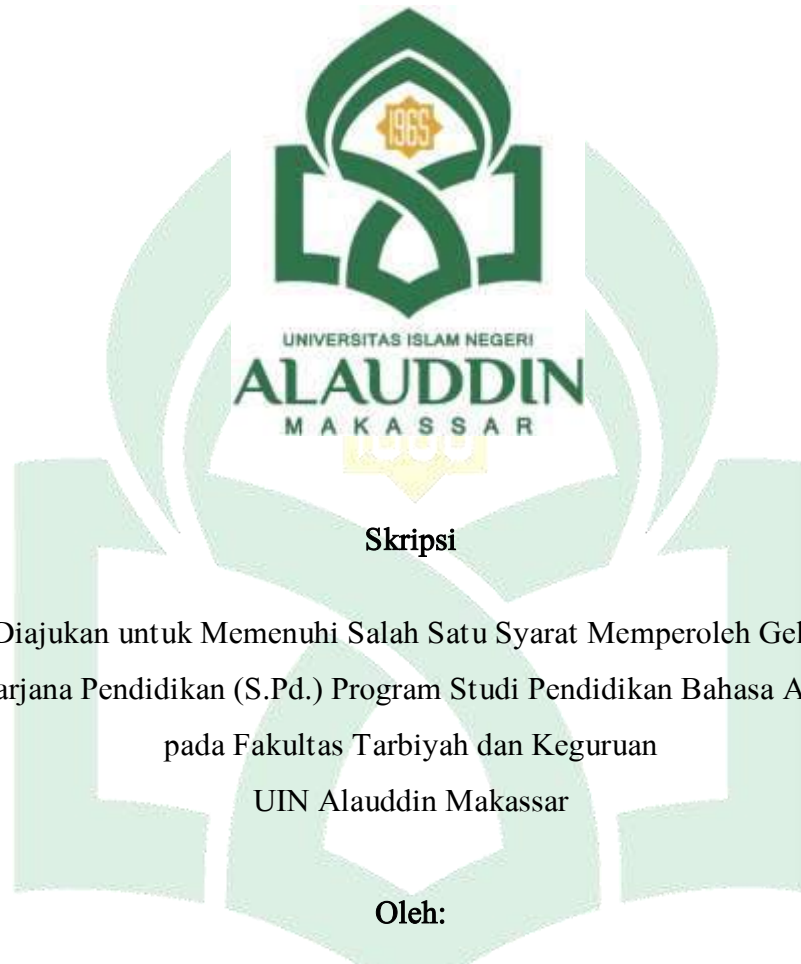 1965
UNIVERSITAS ISLAM NEGERI
ALAUDDIN
MAKASSAR
Skripsi
Diajukan untuk Memenuhi Salah Satu Syarat Memperoleh
arjana Pendidikan (S.Pd.) Program Studi Pendidikan Bahasa
pada Fakultas Tarbiyah dan Keguruan
UIN Alauddin Makassar
Oleh: